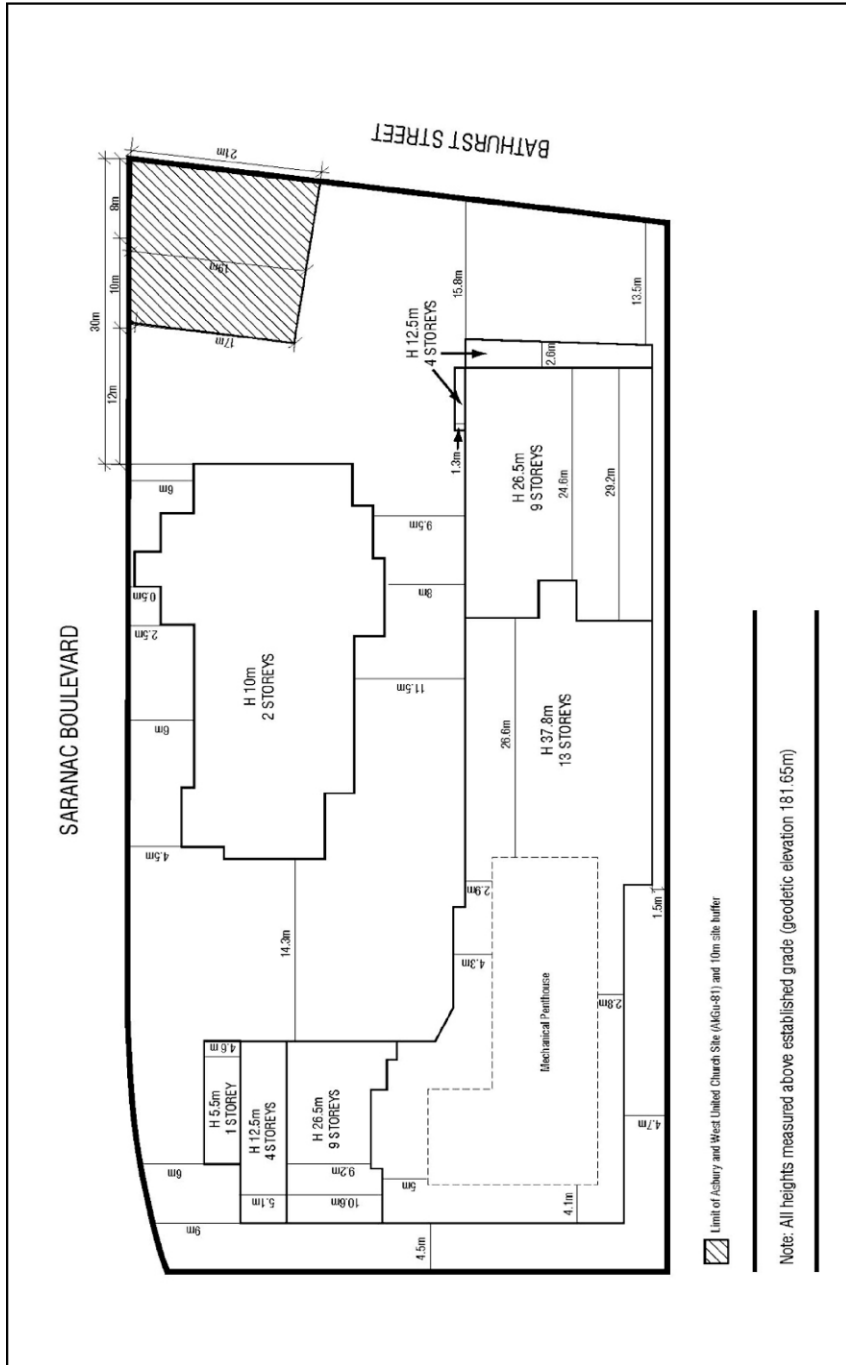 SARANAC BOULEVARD
BATHURST STREET
30m
8m
10m
12m
21m
19m
17m
6m
0.5m
2.5m
6m
4.5m
H 10m
2 STOREYS
9.5m
8m
11.5m
14.3m
H 12.5m
4 STOREYS
15.8m
13.5m
2.6m
1.3m
H 26.5m
9 STOREYS
24.6m
29.2m
26.6m
H 37.8m
13 STOREYS
2.9m
4.3m
Mechanical Penthouse
2.8m
1.5m
4.7m
H 5.5m
1 STOREY
4.6m
H 12.5m
4 STOREYS
H 26.5m
9 STOREYS
6m
9m
5.1m
9.2m
10.6m
5m
4.1m
4.5m
Limit of Asbury and West United Church Site (AkGu-81) and 10m site buffer
Note: All heights measured above established grade (geodetic elevation 181.65m)